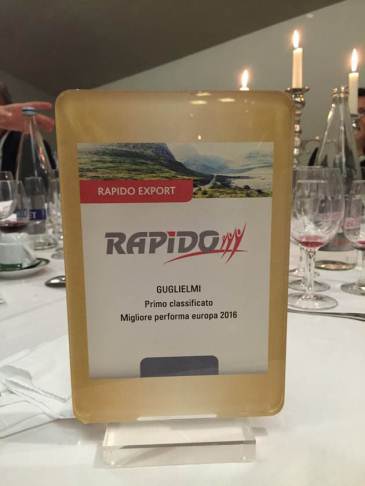 RAPIDO EXPORT
RAPIDO
GUGLIELMI
Primo classificato
Migliore performa europa 2016